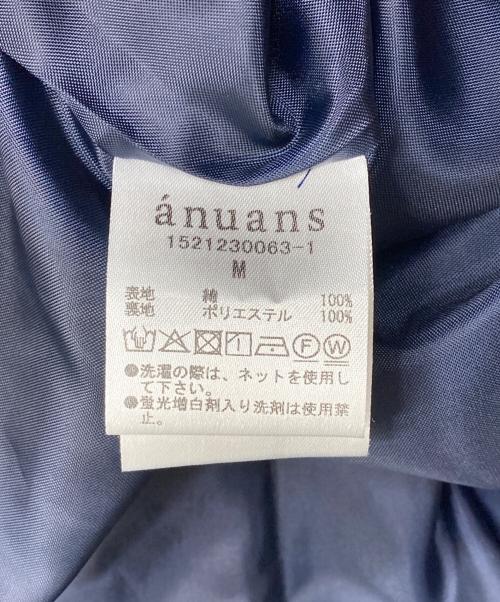 ánuans
1521230063-1
M
表地 綿 100%
裏地 ポリエステル 100%
F W
●洗濯の際は、ネットを使用し
て下さい。
●蛍光増白剤入り洗剤は使用禁
止。